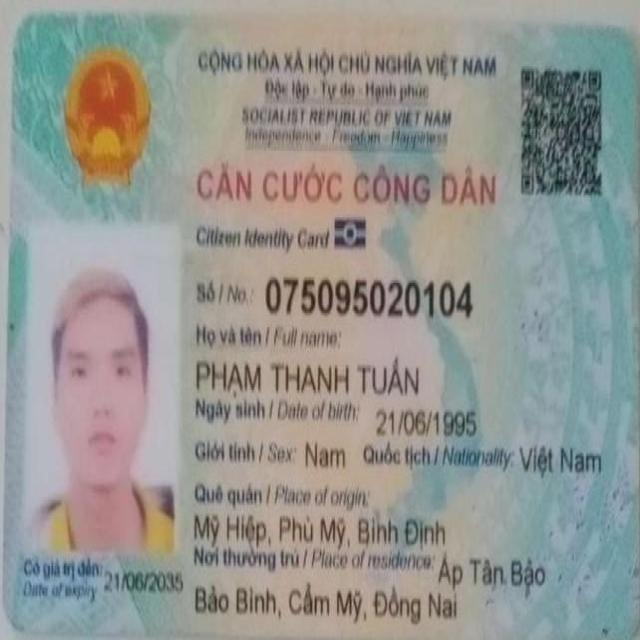 CỘNG HÒA XÃ HỘI CHỦ NGHĨA VIỆT NAM
Độc lập - Tự do - Hạnh phúc
SOCIALIST REPUBLIC OF VIET NAM
Independence - Freedom - Happiness
CĂN CƯỚC CÔNG DÂN
Citizen Identity Card
Số / No.: 075095020104
Họ và tên / Full name:
PHẠM THANH TUẤN
Ngày sinh / Date of birth: 21/06/1995
Giới tính / Sex: Nam Quốc tịch / Nationality: Việt Nam
Quê quán / Place of origin:
Mỹ Hiệp, Phù Mỹ, Bình Định
Nơi thường trú / Place of residence: Ấp Tân Bảo
Bảo Bình, Cẩm Mỹ, Đồng Nai
Có giá trị đến: 21/06/2035
Date of expiry